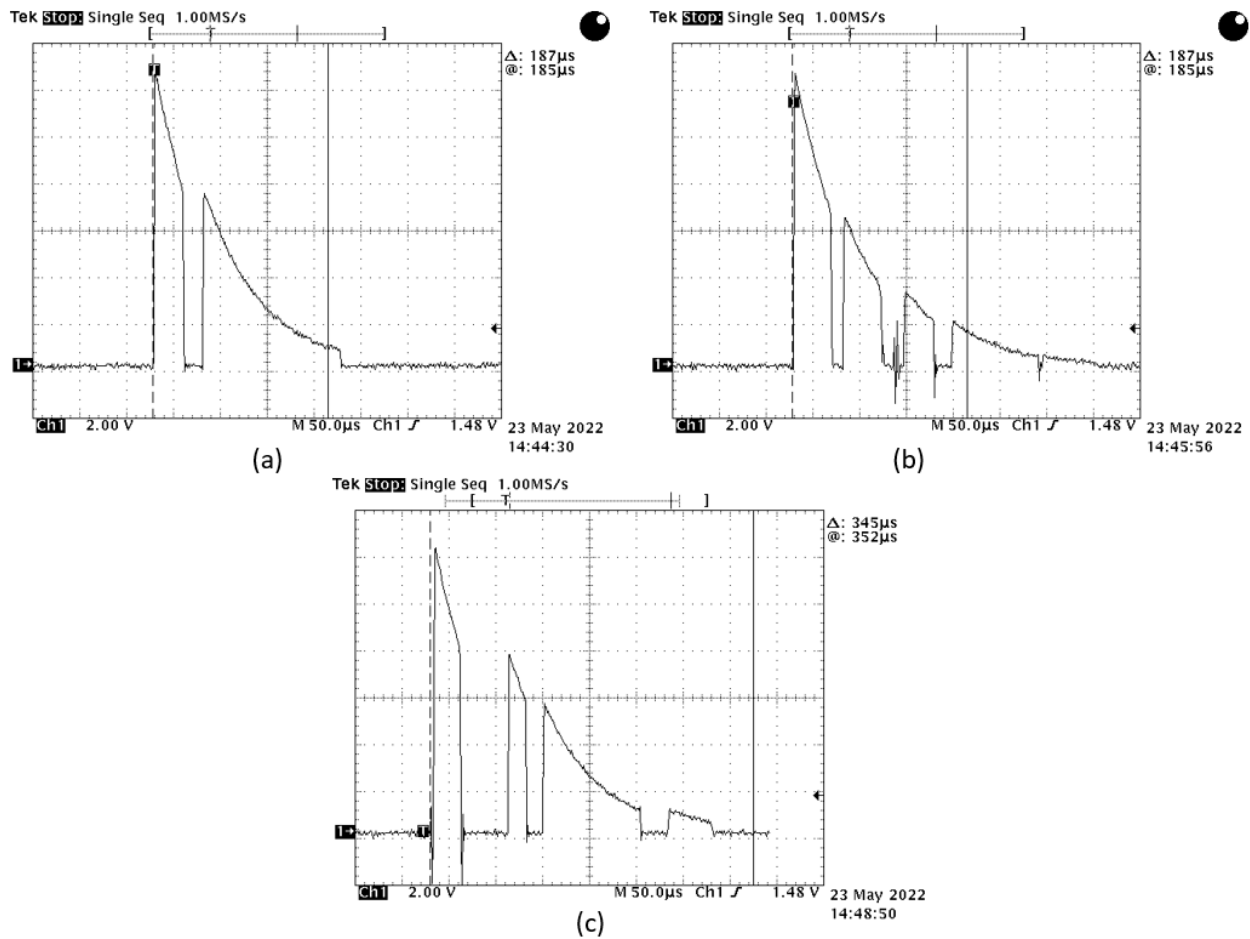 Tek Stop: Single Seq 1.00MS/s
[ T ]
Δ: 187µs
@: 185µs
T
1→
Ch1 2.00 V M 50.0µs Ch1 ƒ 1.48 V
23 May 2022
14:44:30
(a)
Tek Stop: Single Seq 1.00MS/s
[ T ]
Δ: 187µs
@: 185µs
T
1→
Ch1 2.00 V M 50.0µs Ch1 ƒ 1.48 V
23 May 2022
14:45:56
(b)
Tek Stop: Single Seq 1.00MS/s
[ T ]
Δ: 345µs
@: 352µs
1→ T
Ch1 2.00 V M 50.0µs Ch1 ƒ 1.48 V
23 May 2022
14:48:50
(c)